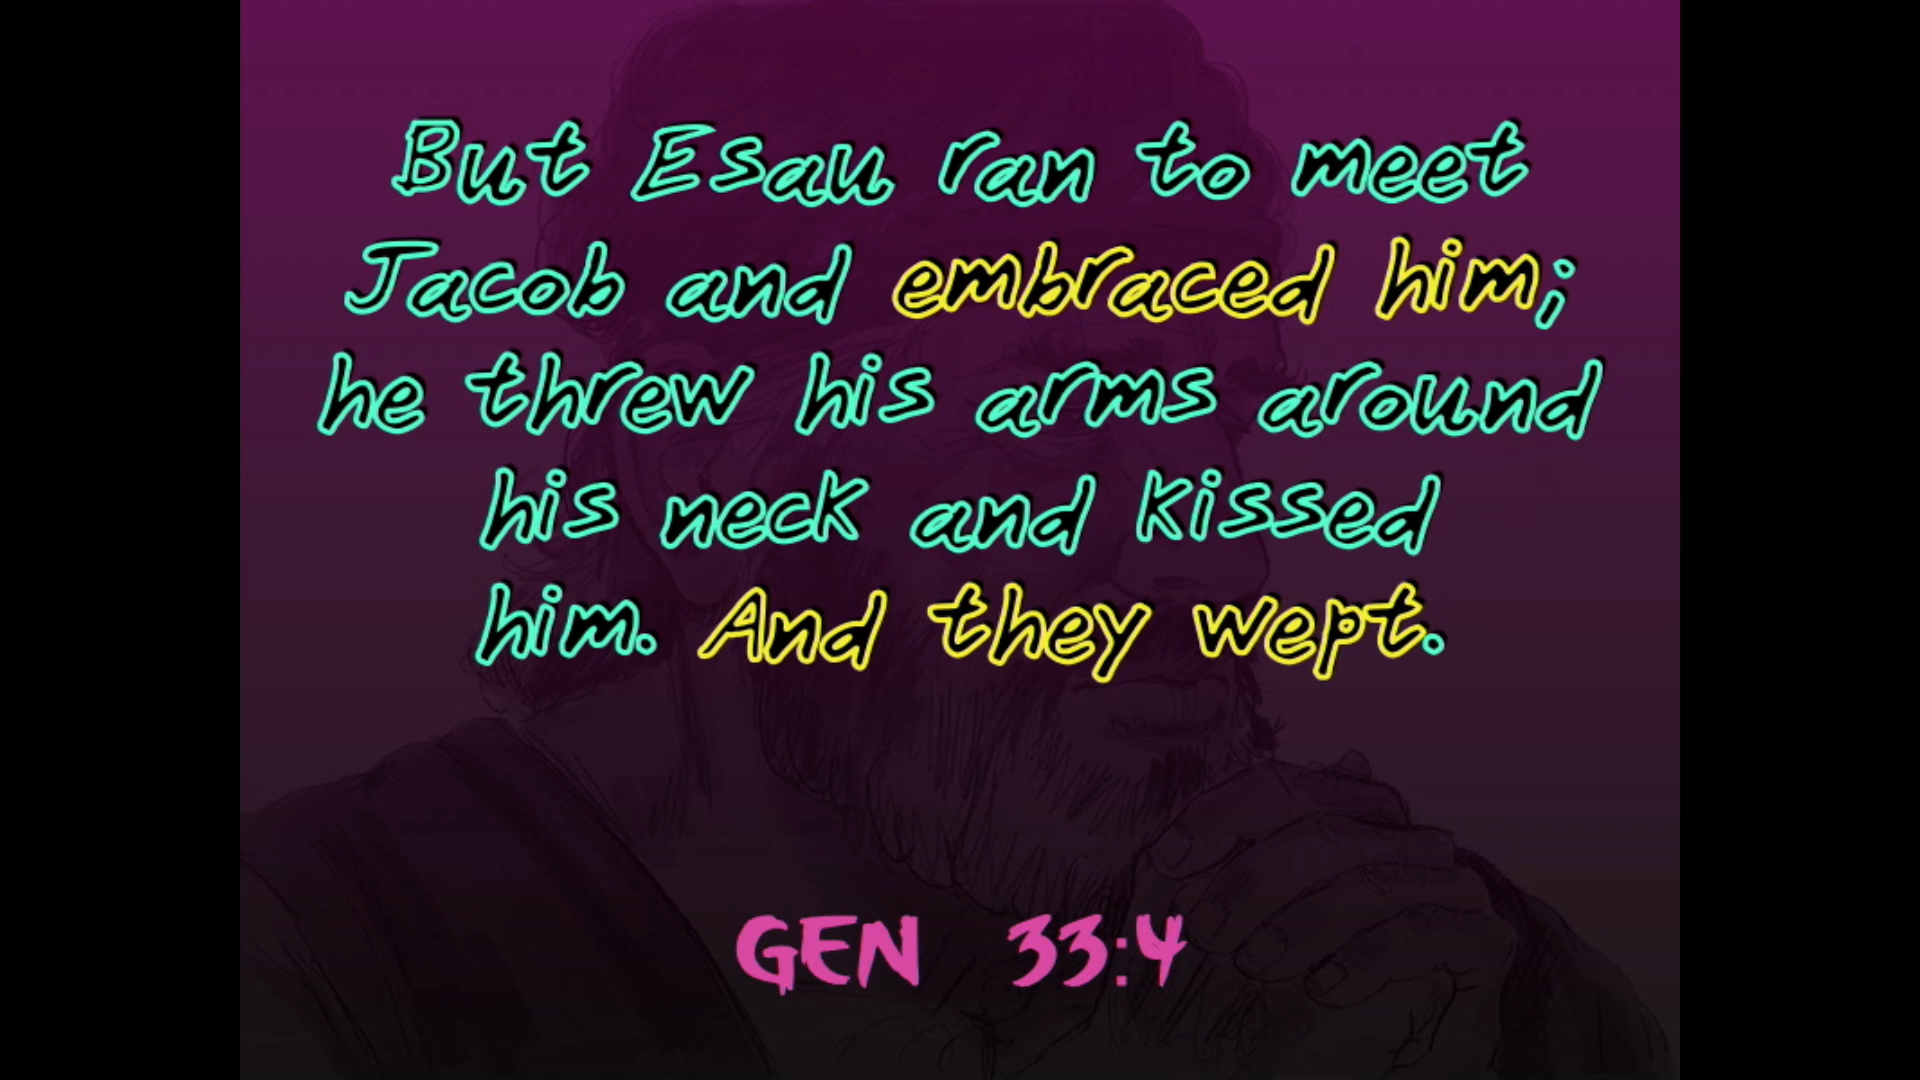 But Esau ran to meet
Jacob and embraced him;
he threw his arms around
his neck and kissed
him. And they wept.
GEN 33:4